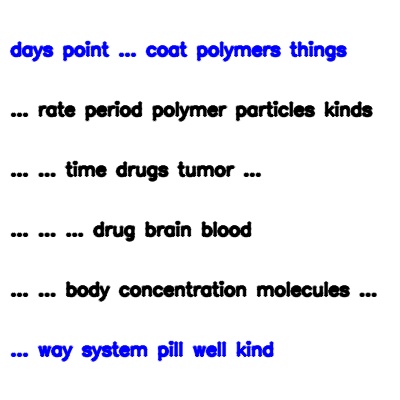 days point ... coat polymers things
... rate period polymer particles kinds
... ... time drugs tumor ...
... ... ... drug brain blood
... ... body concentration molecules ...
... way system pill well kind